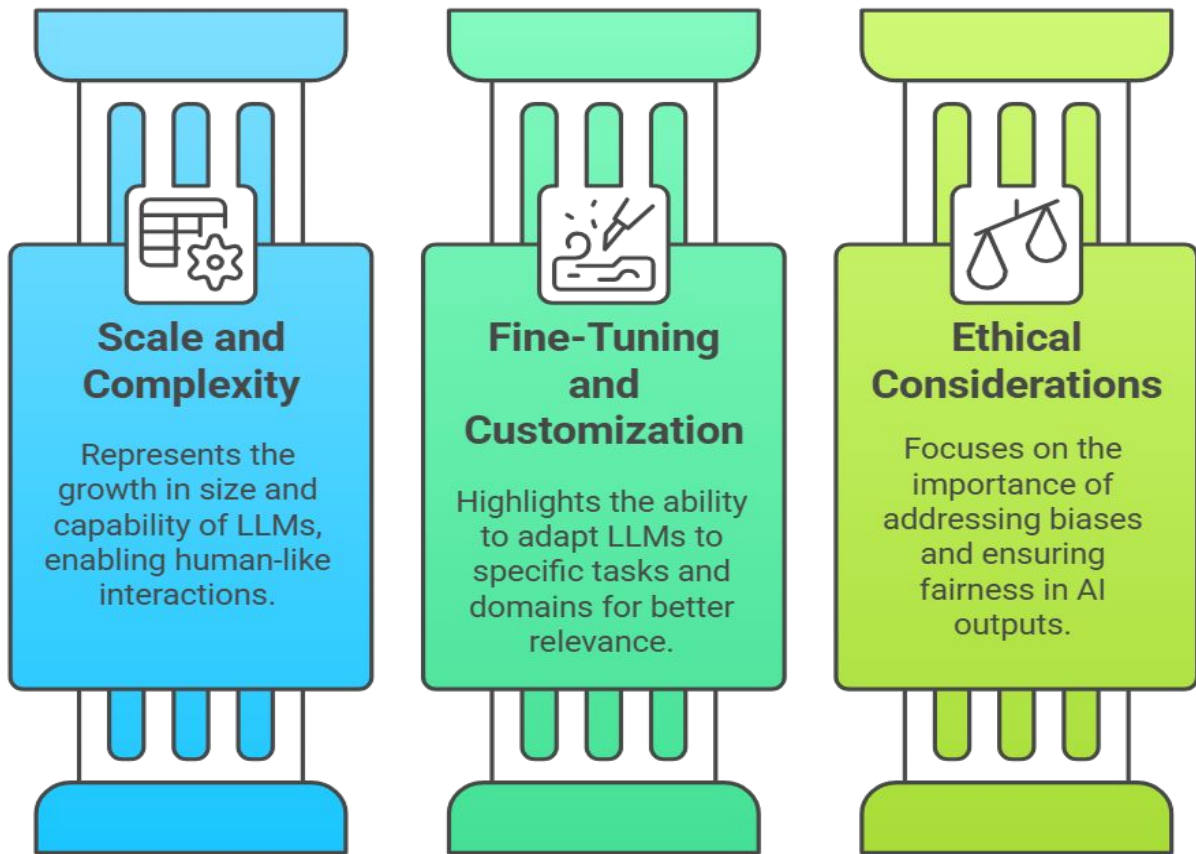 Scale and
Complexity
Represents the
growth in size and
capability of LLMs,
enabling human-like
interactions.
Fine-Tuning
and
Customization
Highlights the ability
to adapt LLMs to
specific tasks and
domains for better
relevance.
Ethical
Considerations
Focuses on the
importance of
addressing biases
and ensuring
fairness in AI
outputs.